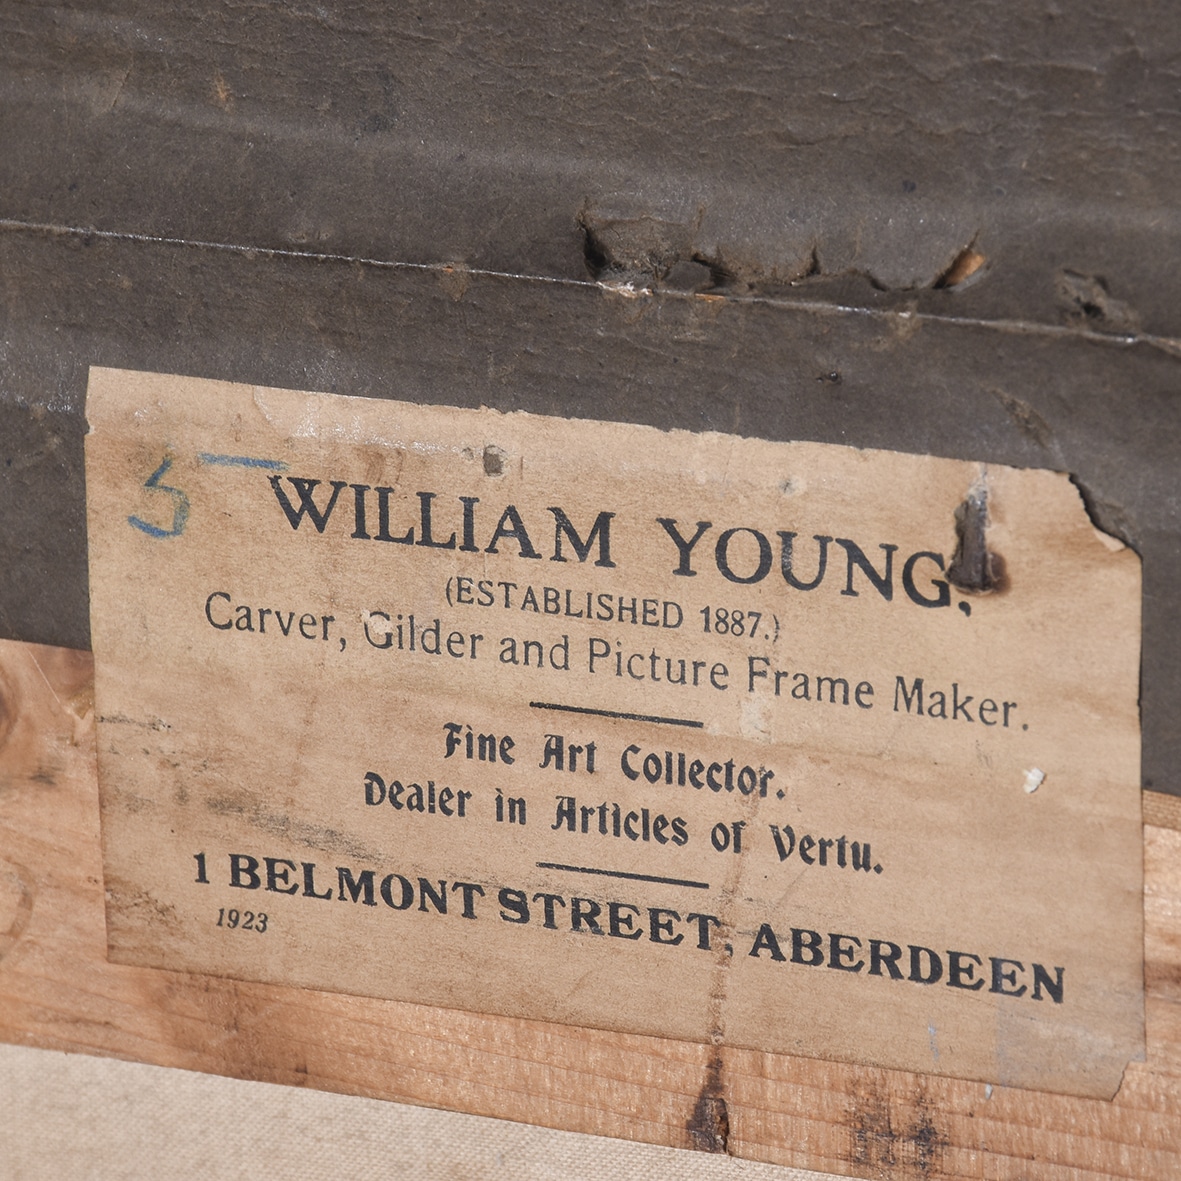 5
WILLIAM YOUNG,
(ESTABLISHED 1887.)
Carver, Gilder and Picture Frame Maker.
Fine Art Collector.
Dealer in Articles of Vertu.
1 BELMONT STREET, ABERDEEN
1923